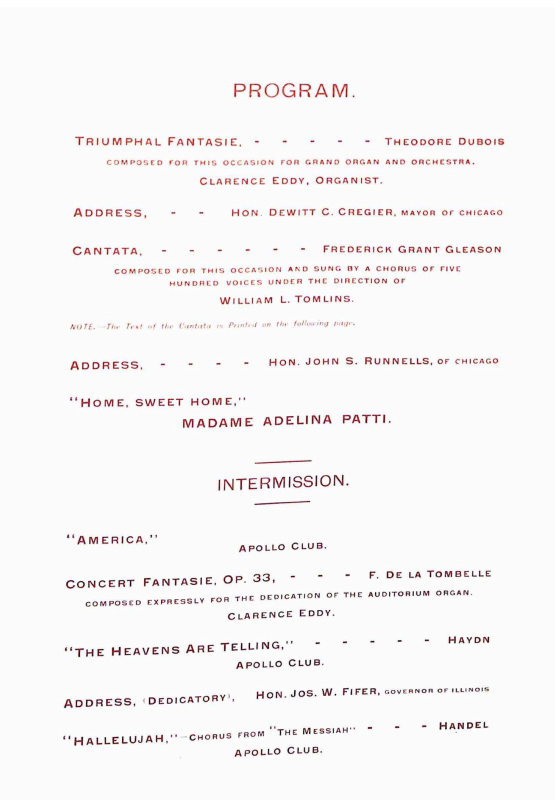 PROGRAM.
TRIUMPHAL FANTASIE, - - - - - THEODORE DUBOIS
COMPOSED FOR THIS OCCASION FOR GRAND ORGAN AND ORCHESTRA.
CLARENCE EDDY, ORGANIST.
ADDRESS, - - HON. DEWITT C. CREGIER, MAYOR OF CHICAGO
CANTATA, - - - - - - FREDERICK GRANT GLEASON
COMPOSED FOR THIS OCCASION AND SUNG BY A CHORUS OF FIVE
HUNDRED VOICES UNDER THE DIRECTION OF
WILLIAM L. TOMLINS.
NOTE.—The Text of the Cantata is Printed on the following page.
ADDRESS, - - - - HON. JOHN S. RUNNELLS, OF CHICAGO
"HOME, SWEET HOME,"
MADAME ADELINA PATTI.
INTERMISSION.
"AMERICA,"
APOLLO CLUB.
CONCERT FANTASIE, OP. 33, - - - F. DE LA TOMBELLE
COMPOSED EXPRESSLY FOR THE DEDICATION OF THE AUDITORIUM ORGAN.
CLARENCE EDDY.
"THE HEAVENS ARE TELLING," - - - - - HAYDN
APOLLO CLUB.
ADDRESS, (DEDICATORY), HON. JOS. W. FIFER, GOVERNOR OF ILLINOIS
"HALLELUJAH,"—CHORUS FROM "THE MESSIAH" - - - HANDEL
APOLLO CLUB.